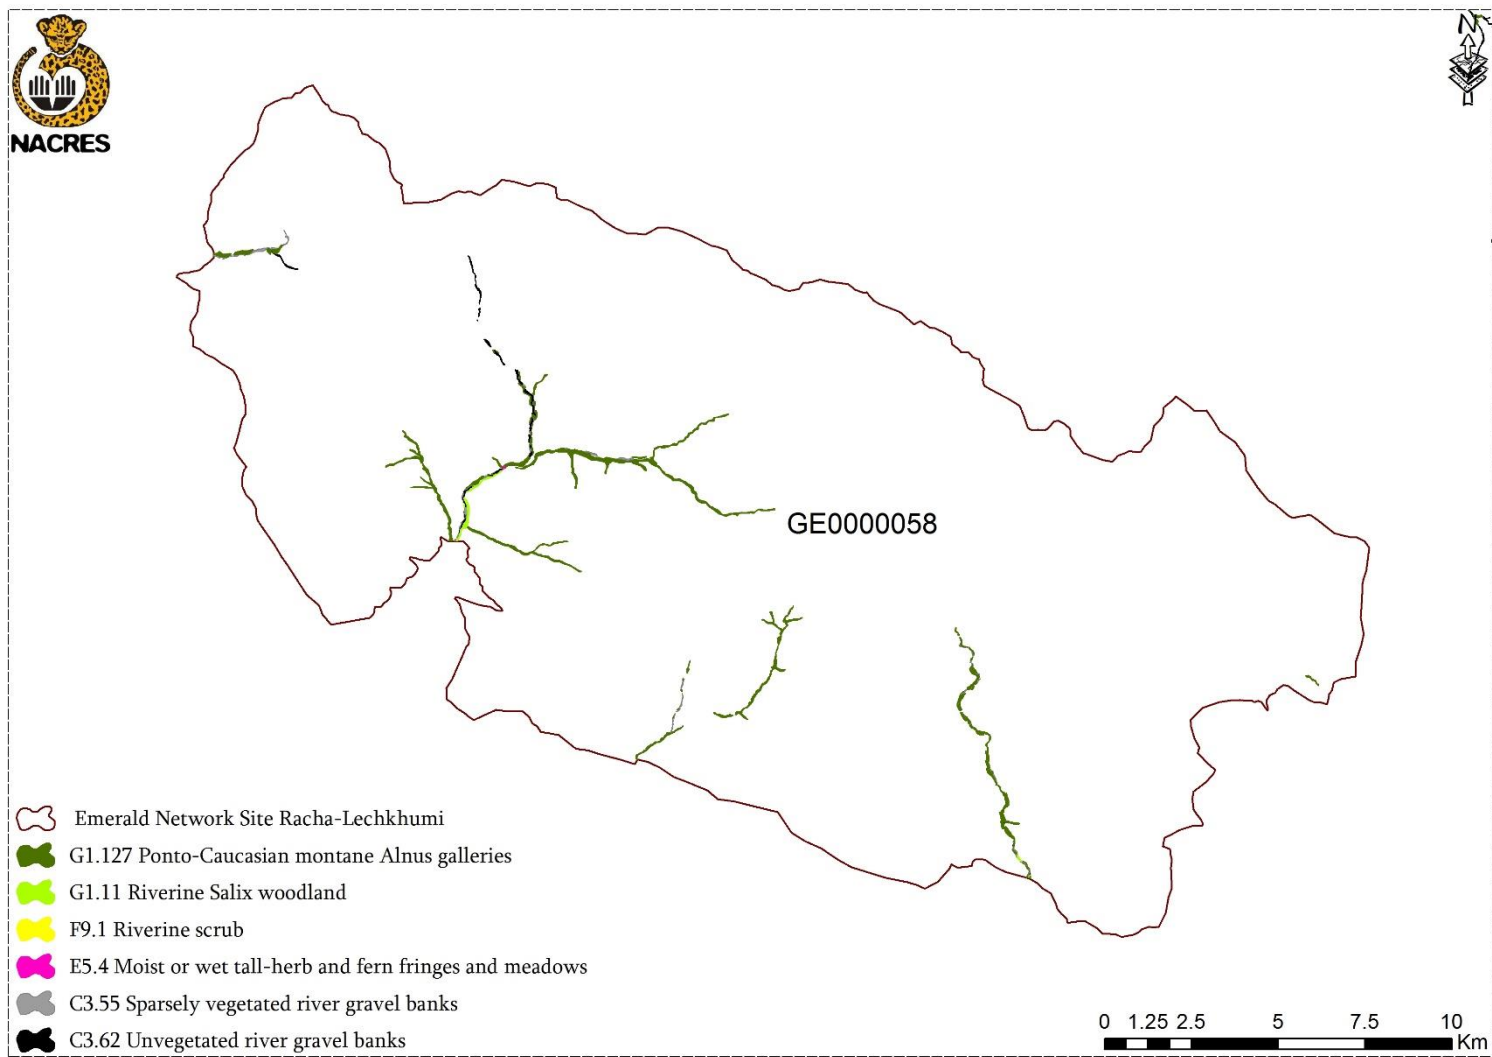 NACRES
N
GE0000058
Emerald Network Site Racha-Lechkhumi
G1.127 Ponto-Caucasian montane Alnus galleries
G1.11 Riverine Salix woodland
F9.1 Riverine scrub
E5.4 Moist or wet tall-herb and fern fringes and meadows
C3.55 Sparsely vegetated river gravel banks
C3.62 Unvegetated river gravel banks
0 1.25 2.5 5 7.5 10
Km